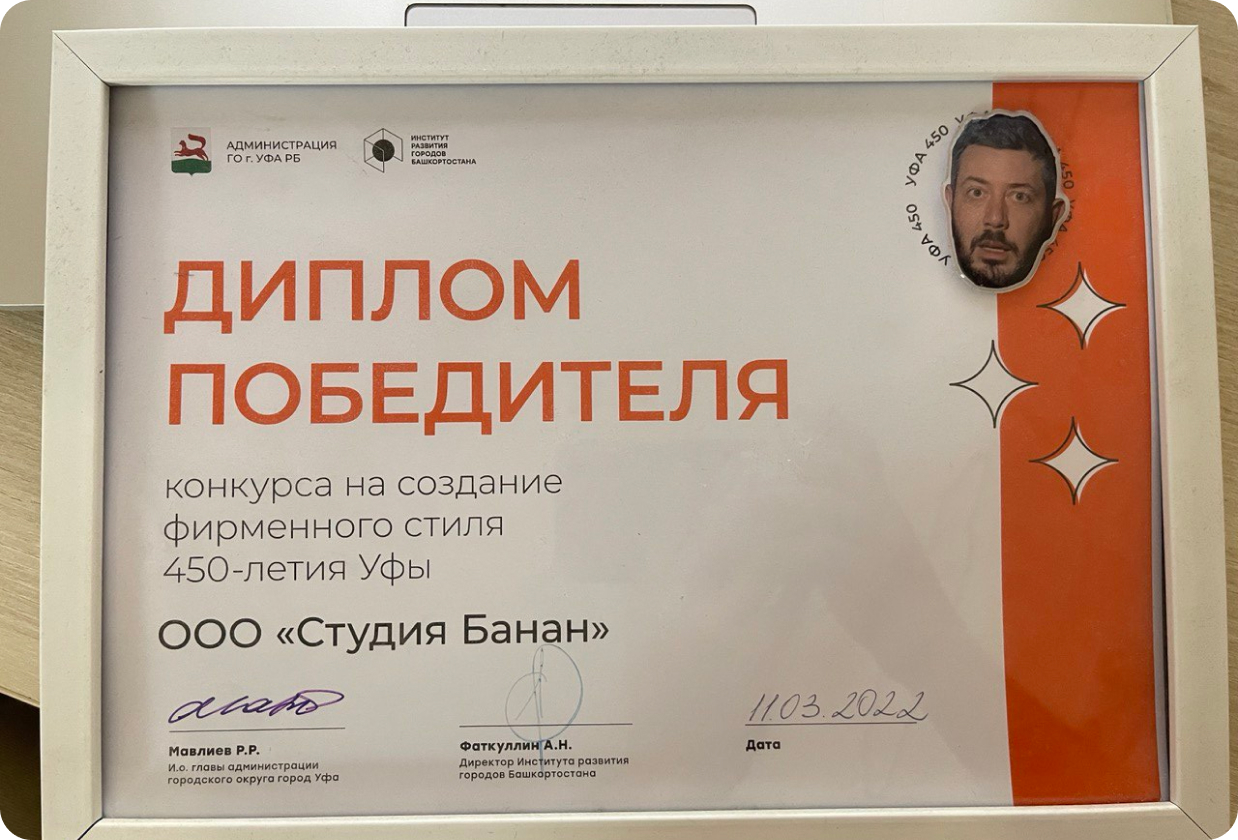 АДМИНИСТРАЦИЯ
ГО г. УФА РБ
ИНСТИТУТ
РАЗВИТИЯ
ГОРОДОВ
БАШКОРТОСТАНА
УФА 450 УФА 450
ДИПЛОМ
ПОБЕДИТЕЛЯ
конкурса на создание
фирменного стиля
450-летия Уфы
ООО «Студия Банан»
11.03.2022
Мавлиев Р.Р.
И.о. главы администрации
городского округа город Уфа
Фаткуллин А.Н.
Директор Института развития
городов Башкортостана
Дата